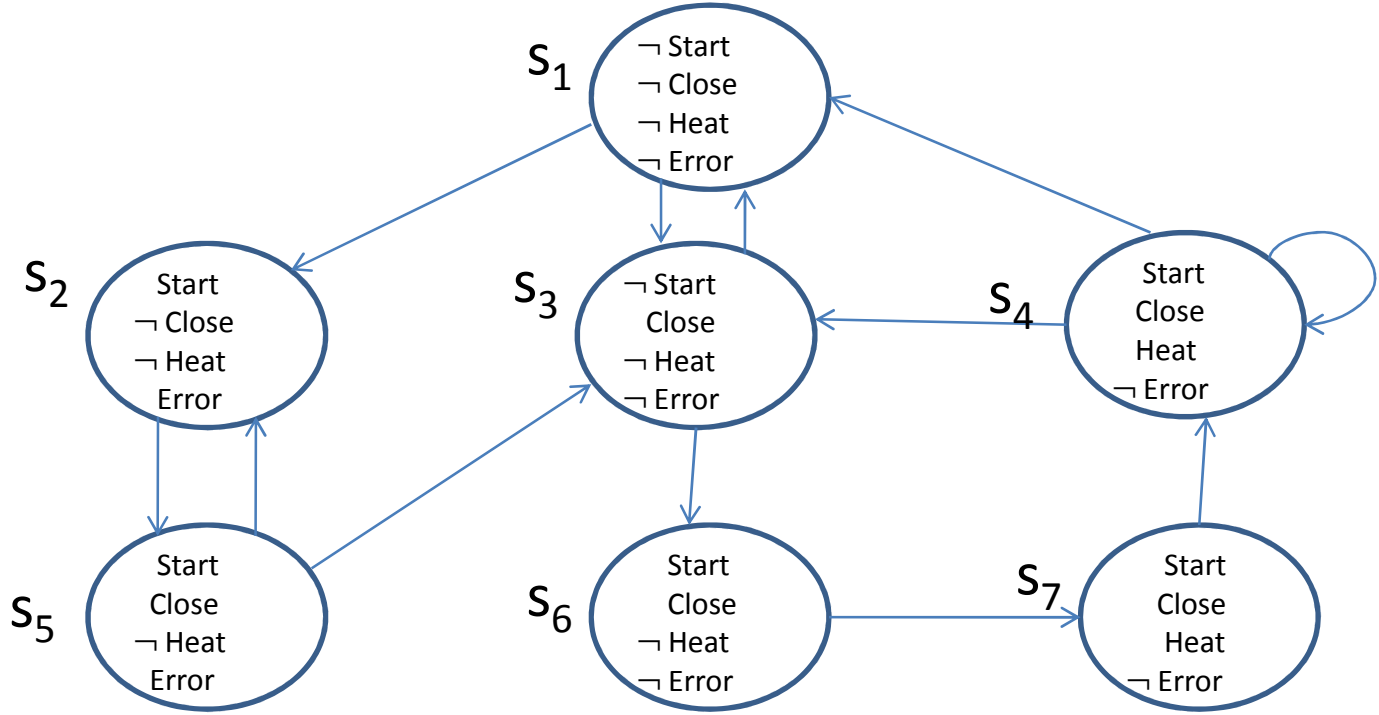 s1
¬ Start
¬ Close
¬ Heat
¬ Error
s2
Start
¬ Close
¬ Heat
Error
s3
¬ Start
Close
¬ Heat
¬ Error
s4
Start
Close
Heat
¬ Error
s5
Start
Close
¬ Heat
Error
s6
Start
Close
¬ Heat
¬ Error
s7
Start
Close
Heat
¬ Error